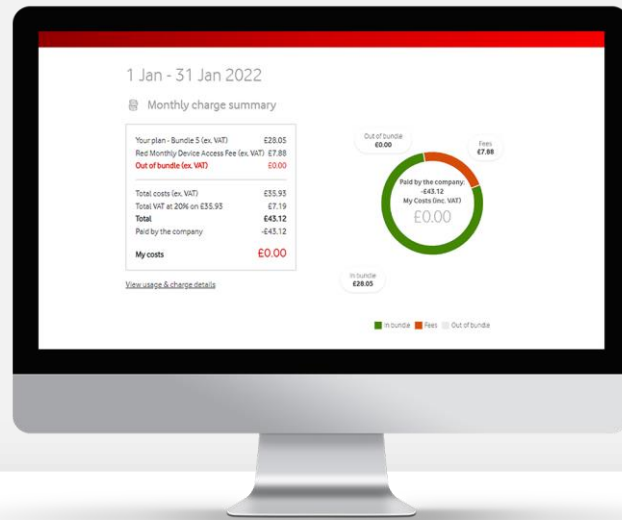 1 Jan - 31 Jan 2022
Monthly charge summary
Your plan - Bundle 5 (ex. VAT) £28.05
Red Monthly Device Access Fee (ex. VAT) £7.88
Out of bundle (ex. VAT) £0.00
Total costs (ex. VAT) £35.93
Total VAT at 20% on £35.93 £7.19
Total £43.12
Paid by the company -£43.12
My costs £0.00
View usage & charge details
Out of bundle
£0.00
Fees
£7.88
Paid by the company:
-£43.12
My Costs (inc. VAT)
£0.00
In bundle
£28.05
In bundle Fees Out of bundle